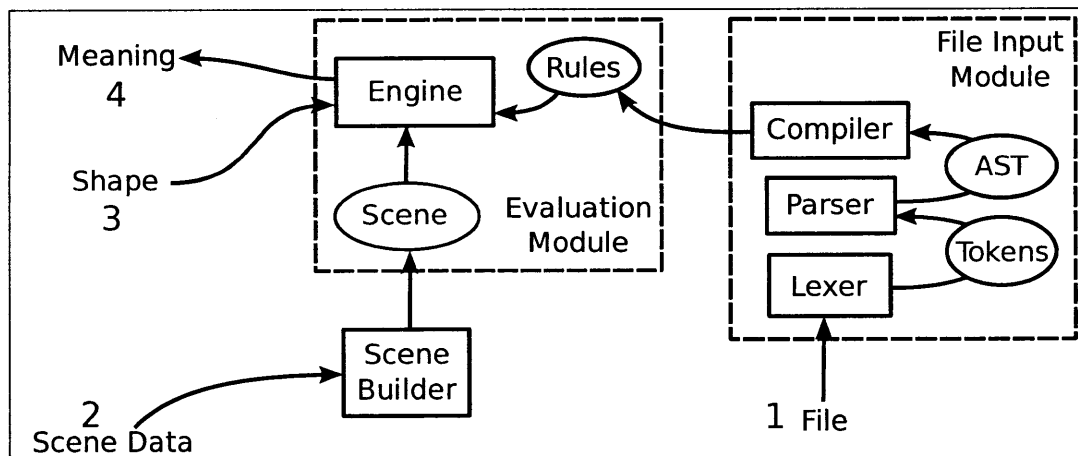 Meaning
4
Shape
3
Engine
Rules
Scene
Evaluation
Module
Scene
Builder
2
Scene Data
File Input
Module
Compiler
AST
Parser
Tokens
Lexer
1 File